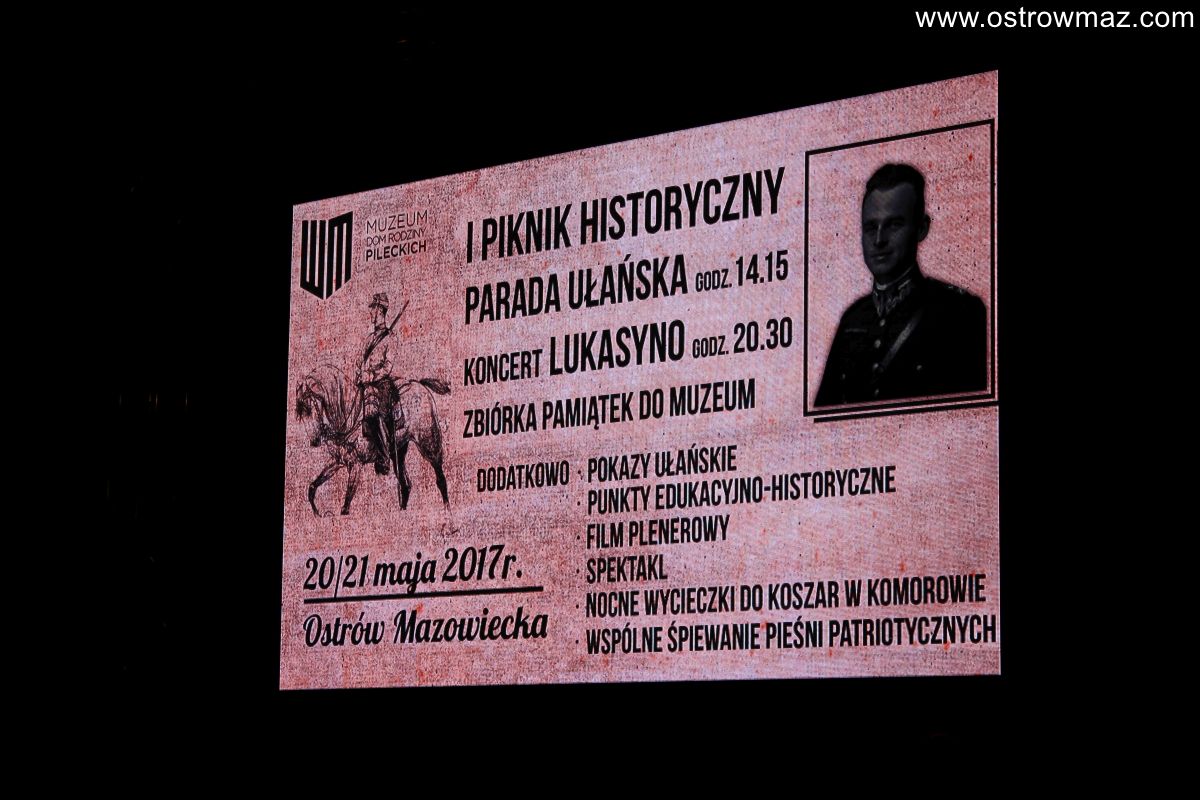 www.ostrowmaz.com
WM
MUZEUM
DOM RODZINY
PILECKICH
I PIKNIK HISTORYCZNY
PARADA UŁAŃSKA GODZ. 14.15
KONCERT LUKASYNO GODZ. 20.30
ZBIÓRKA PAMIĄTEK DO MUZEUM
DODATKOWO · POKAZY UŁAŃSKIE
· PUNKTY EDUKACYJNO-HISTORYCZNE
· FILM PLENEROWY
· SPEKTAKL
· NOCNE WYCIECZKI DO KOSZAR W KOMOROWIE
· WSPÓLNE ŚPIEWANIE PIEŚNI PATRIOTYCZNYCH
20/21 maja 2017r.
Ostrów Mazowiecka